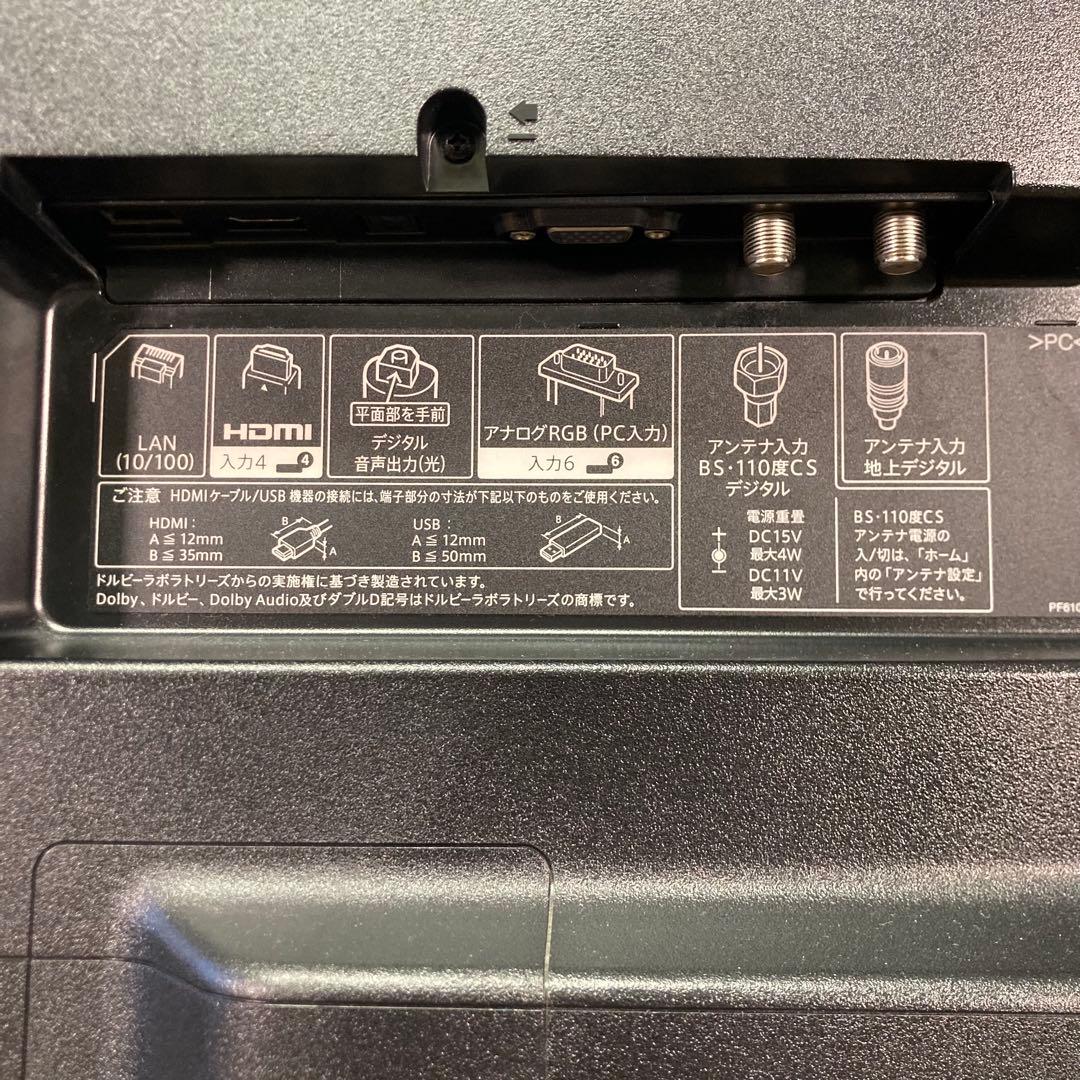 LAN
(10/100)
HDMI
入力4 4
平面部を手前
デジタル
音声出力(光)
アナログRGB (PC入力)
入力6 6
アンテナ入力
BS・110度CS
デジタル
電源重畳
DC15V
最大4W
DC11V
最大3W
アンテナ入力
地上デジタル
BS・110度CS
アンテナ電源の
入/切は、「ホーム」
内の「アンテナ設定」
で行ってください。
>PC<
ご注意 HDMIケーブル/USB 機器の接続には、端子部分の寸法が下記以下のものをご使用ください。
HDMI :
A ≦ 12mm
B ≦ 35mm
B
A
USB :
A ≦ 12mm
B ≦ 50mm
B
A
ドルビーラボラトリーズからの実施権に基づき製造されています。
Dolby、ドルビー、Dolby Audio及びダブルD記号はドルビーラボラトリーズの商標です。